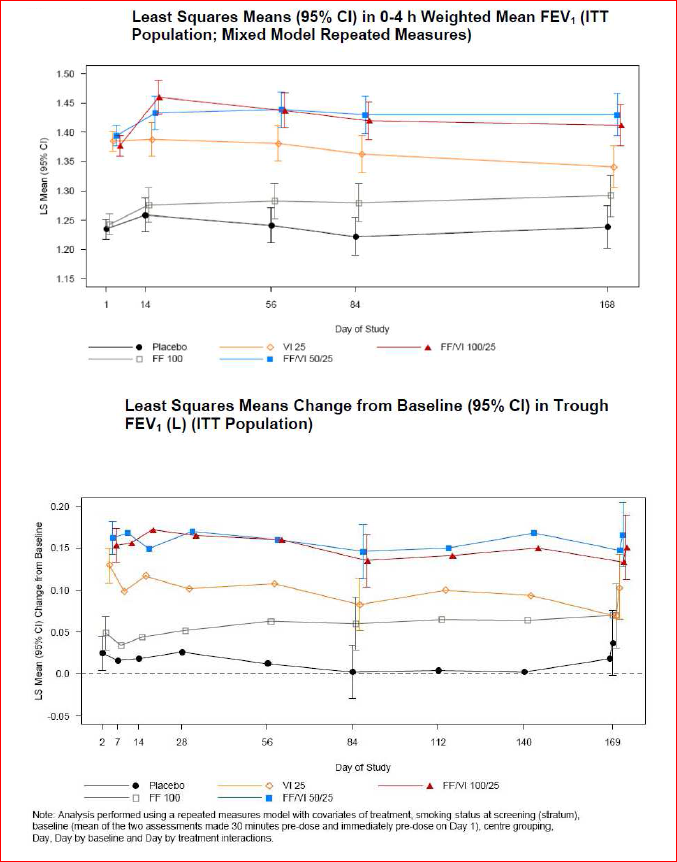 Least Squares Means (95% CI) in 0-4 h Weighted Mean FEV₁ (ITT
Population; Mixed Model Repeated Measures)
1.50
1.45
1.40
1.35
1.30
1.25
1.20
1.15
LS Mean (95% CI)
1 14 56 84 168
Day of Study
Placebo VI 25 FF/VI 100/25
FF 100 FF/VI 50/25
Least Squares Means Change from Baseline (95% CI) in Trough
FEV₁ (L) (ITT Population)
0.20
0.15
0.10
0.05
0.0
-0.05
LS Mean (95% CI) Change from Baseline
2 7 14 28 56 84 112 140 169
Day of Study
Placebo VI 25 FF/VI 100/25
FF 100 FF/VI 50/25
Note: Analysis performed using a repeated measures model with covariates of treatment, smoking status at screening (stratum),
baseline (mean of the two assessments made 30 minutes pre-dose and immediately pre-dose on Day 1), centre grouping,
Day, Day by baseline and Day by treatment interactions.